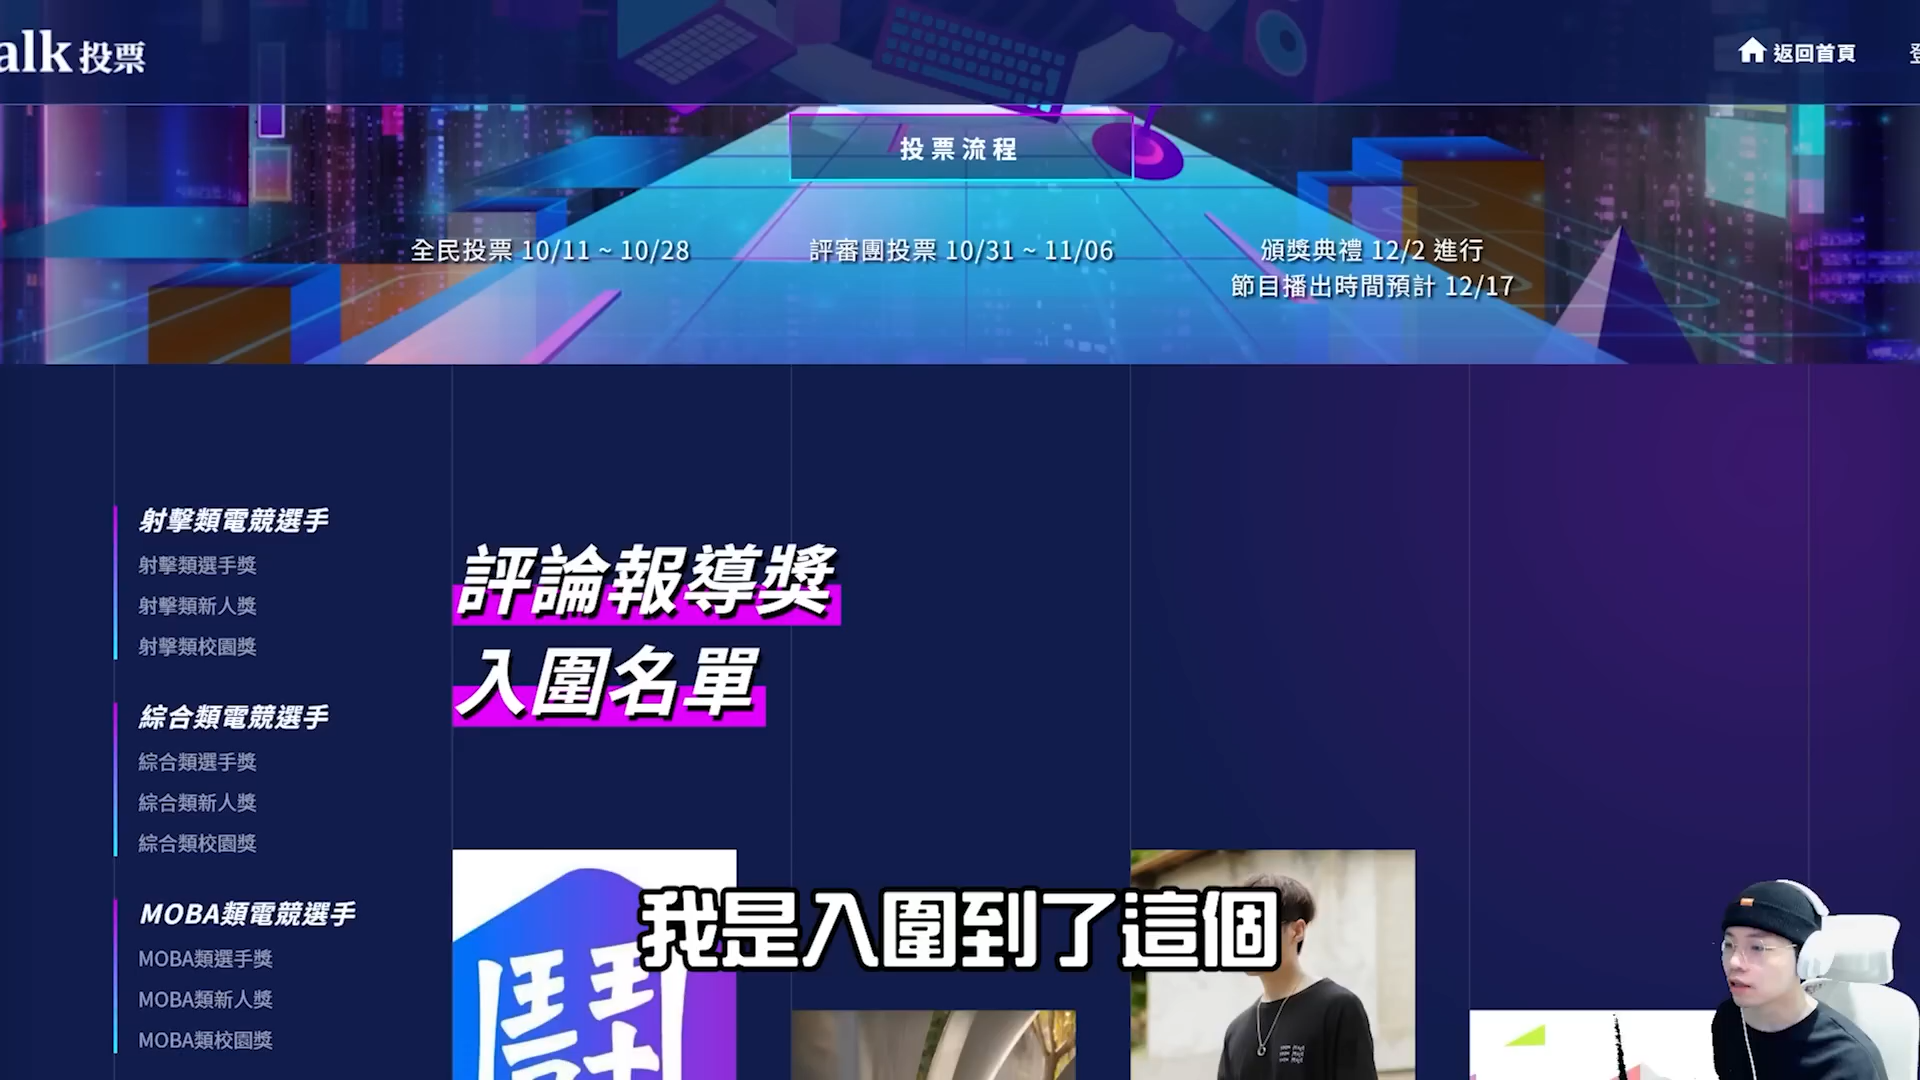 alk 投票
返回首頁
登
投票流程
全民投票 10/11 ~ 10/28
評審團投票 10/31 ~ 11/06
頒獎典禮 12/2 進行
節目播出時間預計 12/17
射擊類電競選手
射擊類選手獎
射擊類新人獎
射擊類校園獎
綜合類電競選手
綜合類選手獎
綜合類新人獎
綜合類校園獎
MOBA類電競選手
MOBA類選手獎
MOBA類新人獎
MOBA類校園獎
評論報導獎
入圍名單
鬪
我是入圍到了這個